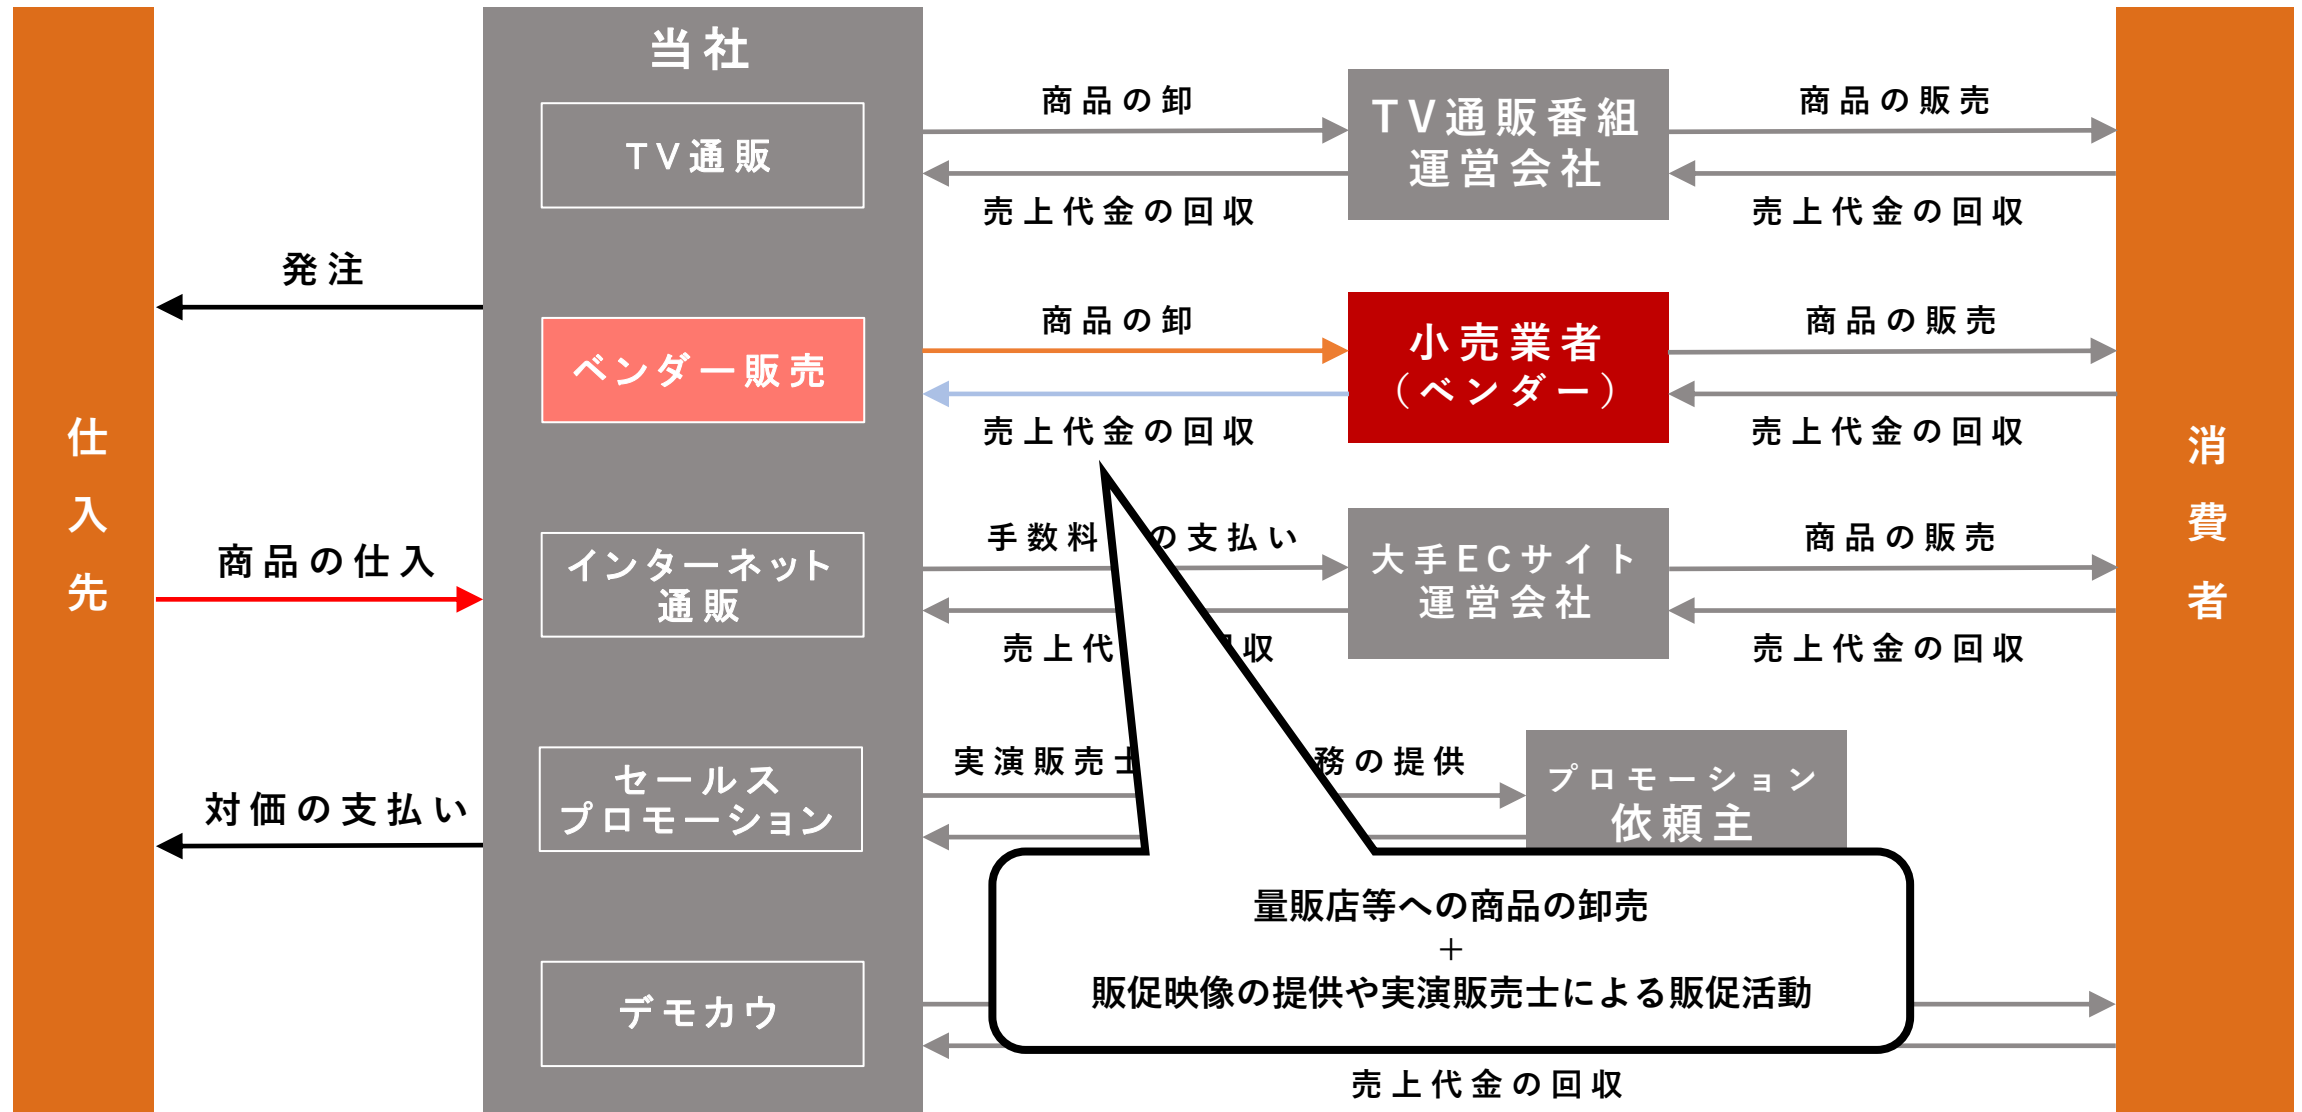 仕入先
発注
商品の仕入
対価の支払い
当社
TV通販
ベンダー販売
インターネット
通販
セールス
プロモーション
デモカウ
商品の卸
売上代金の回収
TV通販番組
運営会社
商品の販売
売上代金の回収
商品の卸
売上代金の回収
小売業者
（ベンダー）
商品の販売
売上代金の回収
手数料 の支払い
売上代 回収
大手ECサイト
運営会社
商品の販売
売上代金の回収
実演販売士 務の提供
プロモーション
依頼主
量販店等への商品の卸売
＋
販促映像の提供や実演販売士による販促活動
売上代金の回収
消費者